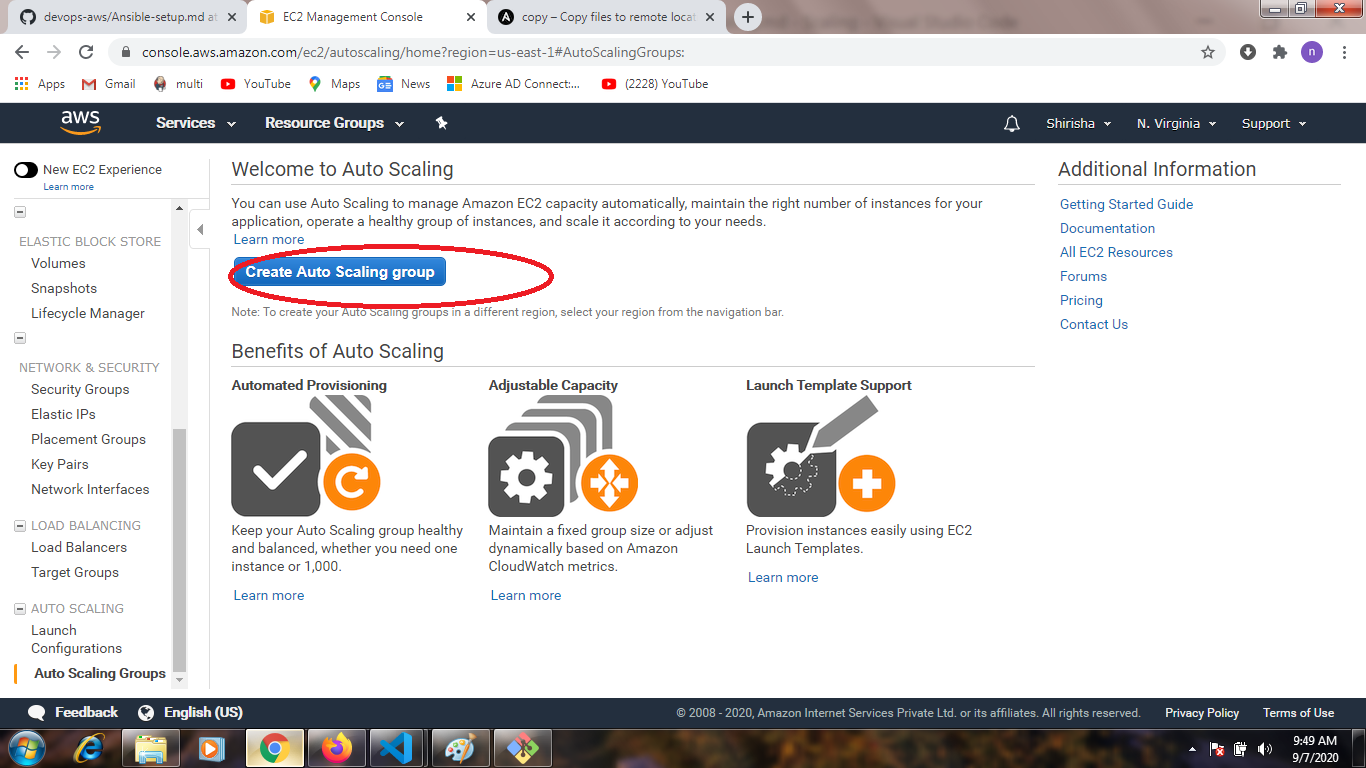 devops-aws/Ansible-setup.md at
EC2 Management Console
copy – Copy files to remote locat
console.aws.amazon.com/ec2/autoscaling/home?region=us-east-1#AutoScalingGroups:
n
Apps
Gmail
multi
YouTube
Maps
News
Azure AD Connect:...
(2228) YouTube
aws
Services
Resource Groups
Shirisha
N. Virginia
Support
New EC2 Experience
Learn more
ELASTIC BLOCK STORE
Volumes
Snapshots
Lifecycle Manager
NETWORK & SECURITY
Security Groups
Elastic IPs
Placement Groups
Key Pairs
Network Interfaces
LOAD BALANCING
Load Balancers
Target Groups
AUTO SCALING
Launch
Configurations
Auto Scaling Groups
Welcome to Auto Scaling
You can use Auto Scaling to manage Amazon EC2 capacity automatically, maintain the right number of instances for your
application, operate a healthy group of instances, and scale it according to your needs.
Learn more
Create Auto Scaling group
Note: To create your Auto Scaling groups in a different region, select your region from the navigation bar.
Benefits of Auto Scaling
Automated Provisioning
Keep your Auto Scaling group healthy
and balanced, whether you need one
instance or 1,000.
Learn more
Adjustable Capacity
Maintain a fixed group size or adjust
dynamically based on Amazon
CloudWatch metrics.
Learn more
Launch Template Support
Provision instances easily using EC2
Launch Templates.
Learn more
Additional Information
Getting Started Guide
Documentation
All EC2 Resources
Forums
Pricing
Contact Us
Feedback
English (US)
© 2008 - 2020, Amazon Internet Services Private Ltd. or its affiliates. All rights reserved.
Privacy Policy
Terms of Use
9:49 AM
9/7/2020